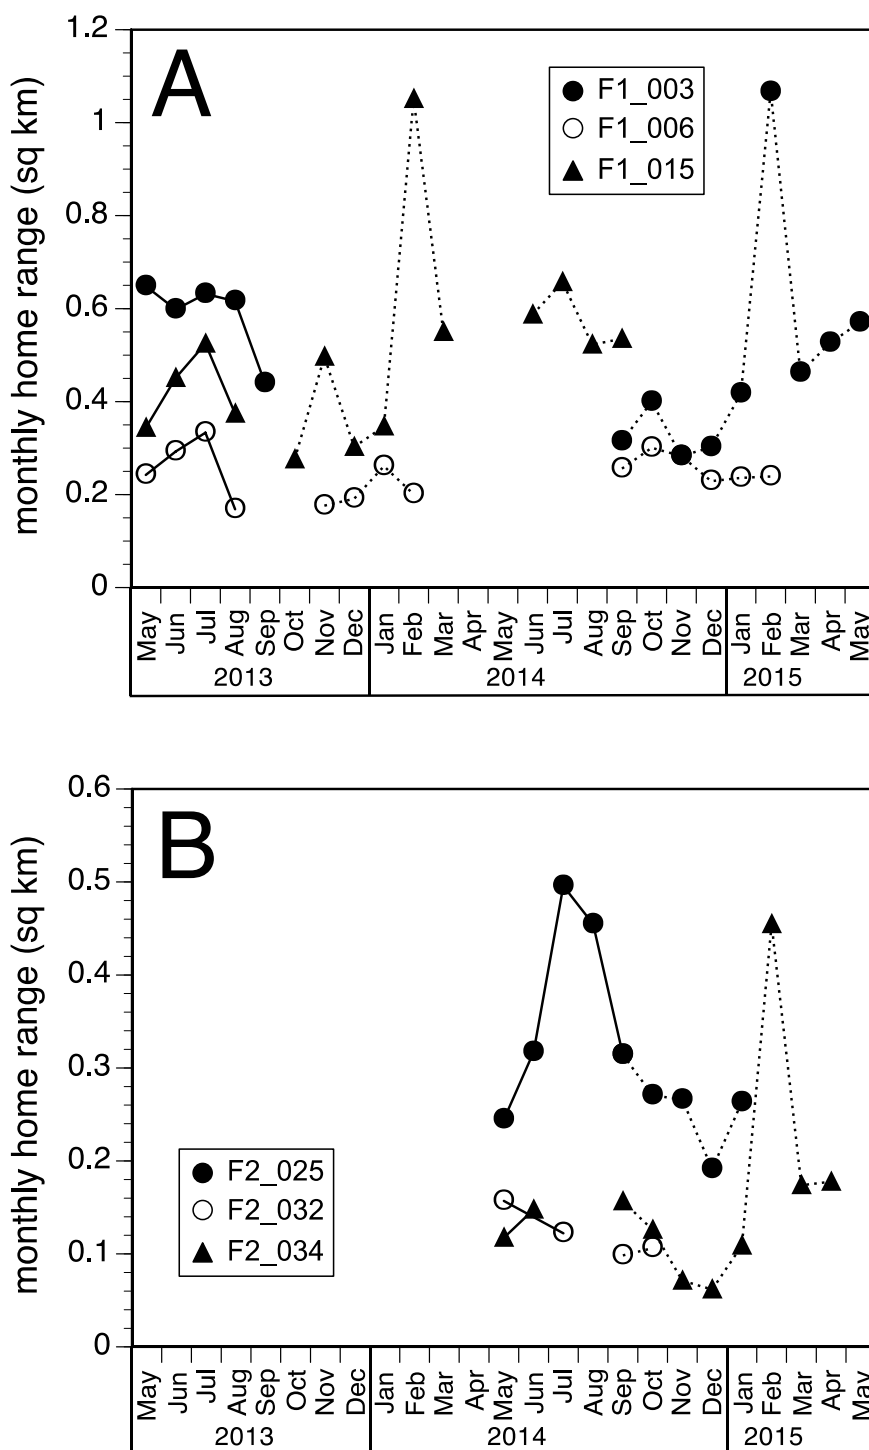 A
monthly home range (sq km)
1.2
1
0.8
0.6
0.4
0.2
0
F1_003
F1_006
F1_015
May Jun Jul Aug Sep Oct Nov Dec Jan Feb Mar Apr May Jun Jul Aug Sep Oct Nov Dec Jan Feb Mar Apr May
2013 2014 2015
B
monthly home range (sq km)
0.6
0.5
0.4
0.3
0.2
0.1
0
F2_025
F2_032
F2_034
May Jun Jul Aug Sep Oct Nov Dec Jan Feb Mar Apr May Jun Jul Aug Sep Oct Nov Dec Jan Feb Mar Apr May
2013 2014 2015